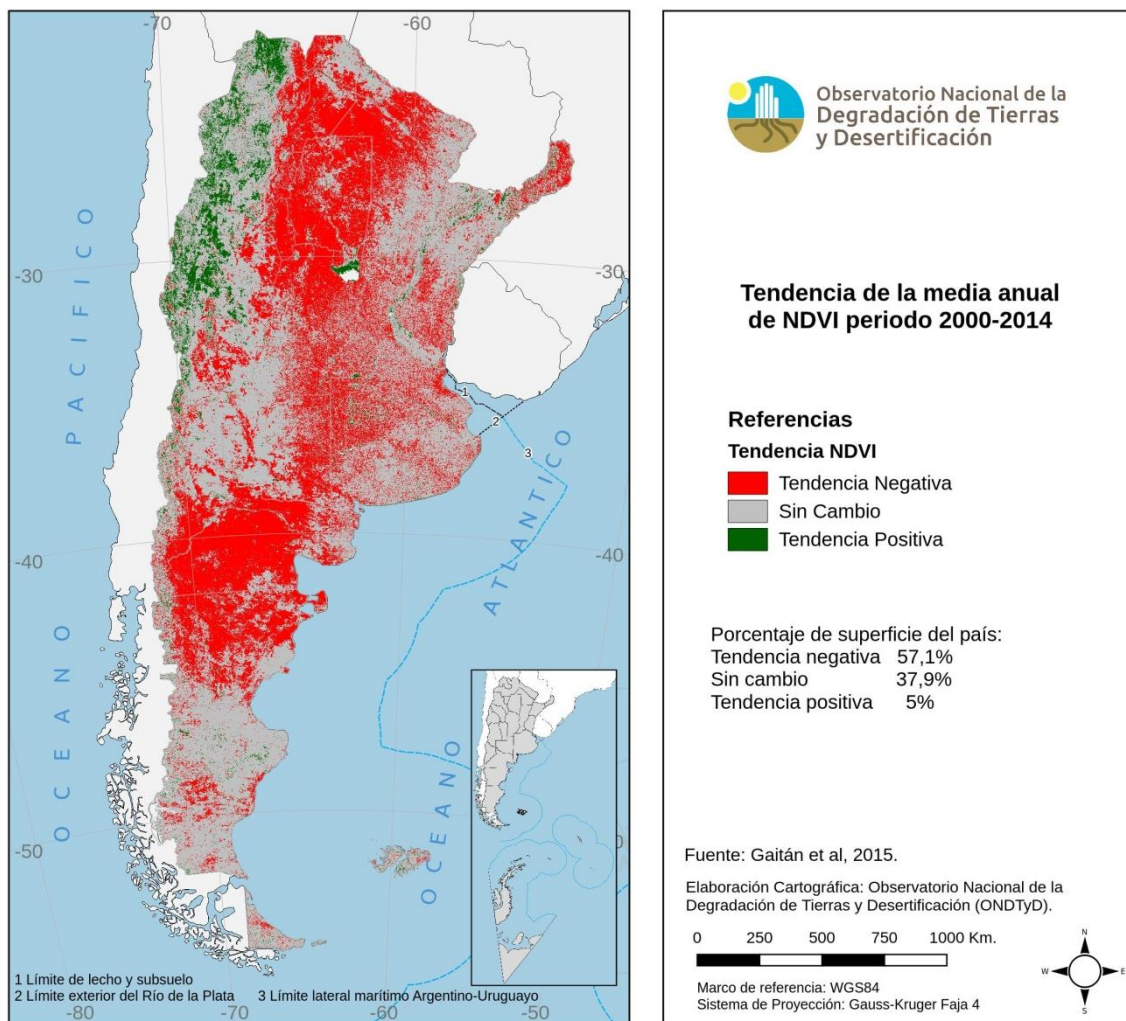 -70
-60
-30
-30
-40
-40
-50
-80
-70
-60
-50
0
OCEANO PACIFICO
OCEANO ATLANTICO
1
2
3
1 Límite de lecho y subsuelo
2 Límite exterior del Río de la Plata 3 Límite lateral marítimo Argentino-Uruguayo
Observatorio Nacional de la
Degradación de Tierras
y Desertificación
Tendencia de la media anual
de NDVI periodo 2000-2014
Referencias
Tendencia NDVI
Tendencia Negativa
Sin Cambio
Tendencia Positiva
Porcentaje de superficie del país:
Tendencia negativa 57,1%
Sin cambio 37,9%
Tendencia positiva 5%
Fuente: Gaitán et al, 2015.
Elaboración Cartográfica: Observatorio Nacional de la
Degradación de Tierras y Desertificación (ONDTyD).
0 250 500 750 1000 Km.
Marco de referencia: WGS84
Sistema de Proyección: Gauss-Kruger Faja 4
N
W E
S